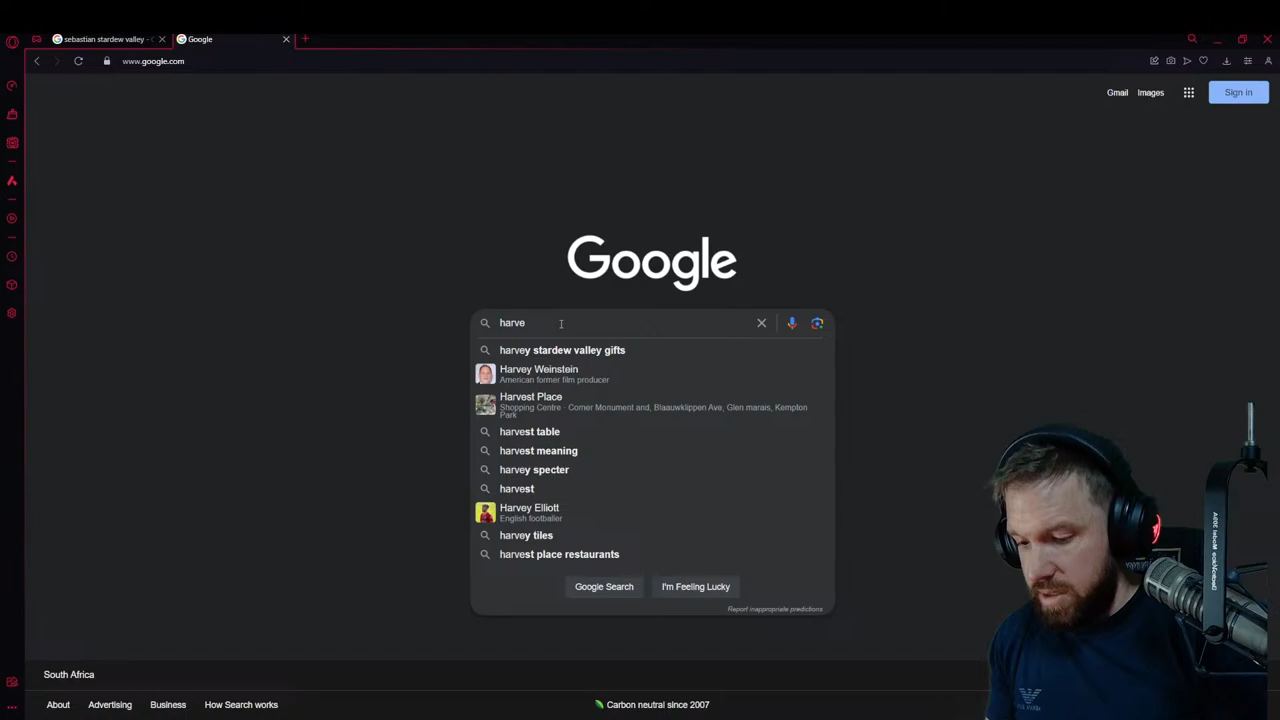 sebastian stardew valley -
Google
www.google.com
Gmail
Images
Sign in
Google
harve
harvey stardew valley gifts
Harvey Weinstein
American former film producer
Harvest Place
Shopping Centre · Corner Monument and, Blaauwklippen Ave, Glen marais, Kempton
Park
harvest table
harvest meaning
harvey specter
harvest
Harvey Elliott
English footballer
harvey tiles
harvest place restaurants
Google Search
I'm Feeling Lucky
Report inappropriate predictions
South Africa
About
Advertising
Business
How Search works
Carbon neutral since 2007